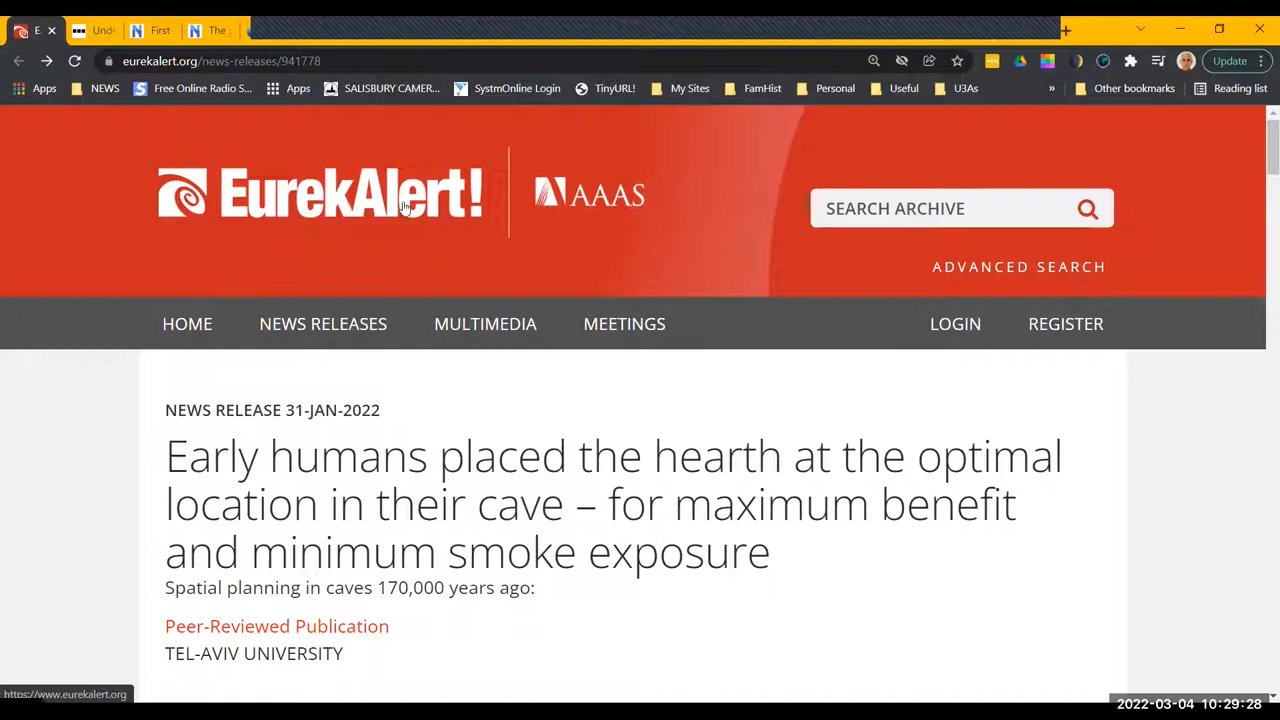 E
Und
First
The
eurekalert.org/news-releases/941778
Update
Apps
NEWS
Free Online Radio S...
Apps
SALISBURY CAMER...
SystmOnline Login
TinyURL!
My Sites
FamHist
Personal
Useful
U3As
»
Other bookmarks
Reading list
EurekAlert!
AAAS
SEARCH ARCHIVE
ADVANCED SEARCH
HOME
NEWS RELEASES
MULTIMEDIA
MEETINGS
LOGIN
REGISTER
NEWS RELEASE 31-JAN-2022
Early humans placed the hearth at the optimal
location in their cave – for maximum benefit
and minimum smoke exposure
Spatial planning in caves 170,000 years ago:
Peer-Reviewed Publication
TEL-AVIV UNIVERSITY
https://www.eurekalert.org
2022-03-04 10:29:28